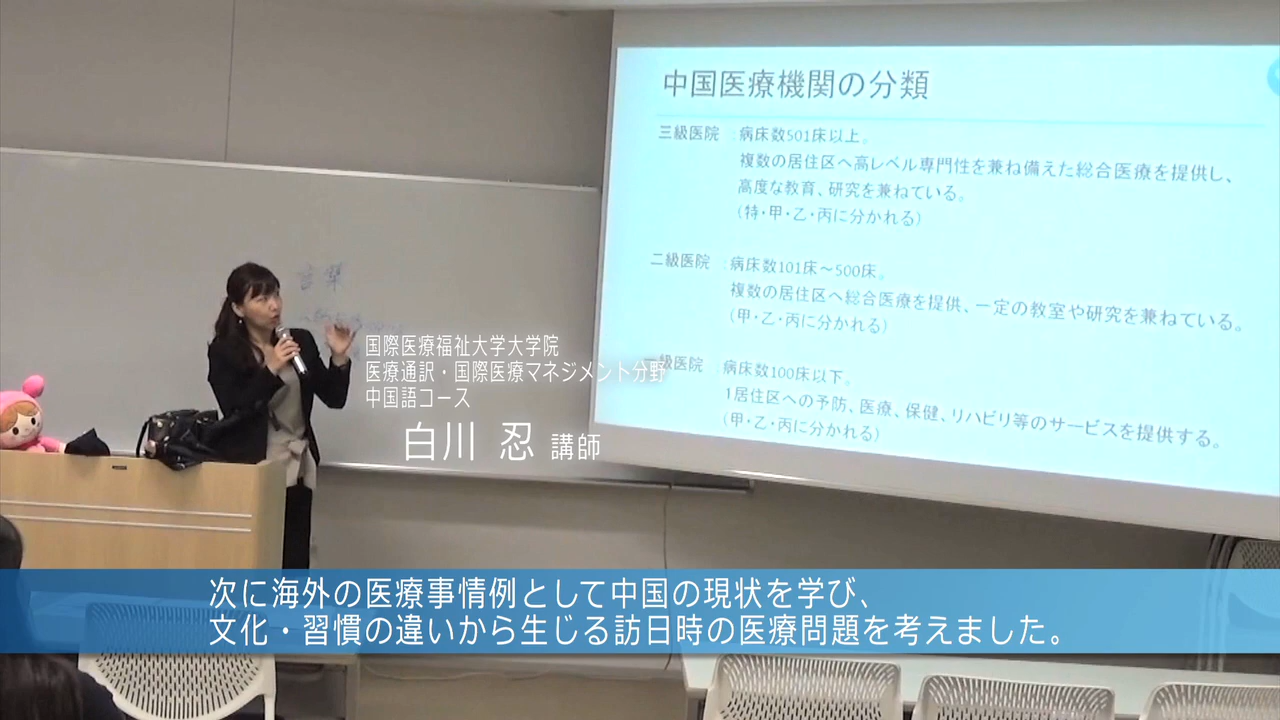 中国医療機関の分類
三級医院 : 病床数501床以上。
複数の居住区へ高レベル専門性を兼ね備えた総合医療を提供し、
高度な教育、研究を兼ねている。
(特・甲・乙・丙に分かれる)
二級医院 : 病床数101床～500床。
複数の居住区へ総合医療を提供、一定の教室や研究を兼ねている。
(甲・乙・丙に分かれる)
一級医院 : 病床数100床以下。
1居住区への予防、医療、保健、リハビリ等のサービスを提供する。
(甲・乙・丙に分かれる)
言葉
国際医療福祉大学大学院
医療通訳・国際医療マネジメント分野
中国語コース
白川 忍 講師
次に海外の医療事情例として中国の現状を学び、
文化・習慣の違いから生じる訪日時の医療問題を考えました。